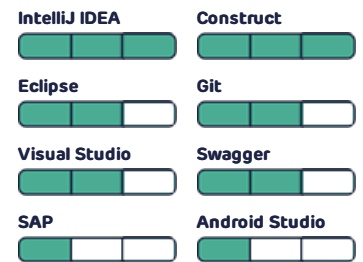 IntelliJ IDEA
Construct
Eclipse
Git
Visual Studio
Swagger
SAP
Android Studio